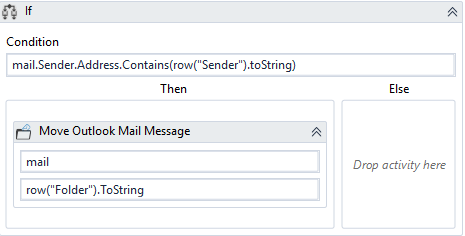 If
Condition
mail.Sender.Address.Contains(row("Sender").toString)
Then
Else
Move Outlook Mail Message
mail
row("Folder").ToString
Drop activity here